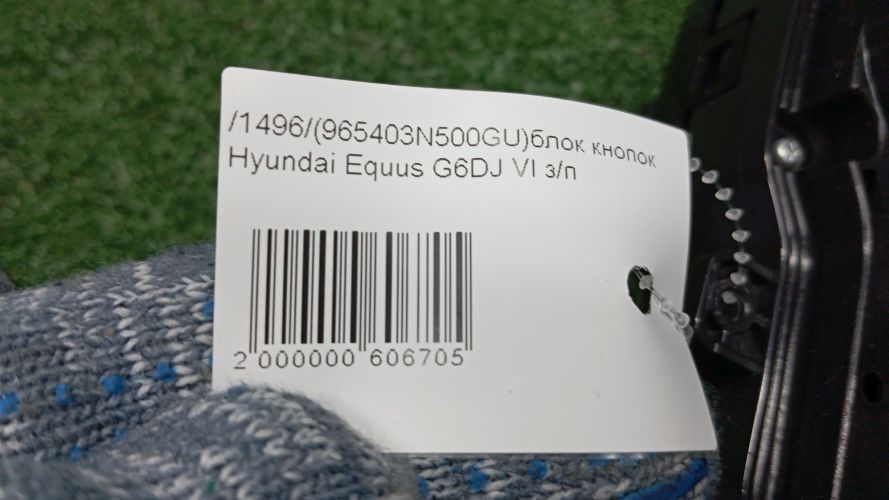 /1496/(965403N500GU)блок кнопок
Hyundai Equus G6DJ VI з/п
2 000000 606705